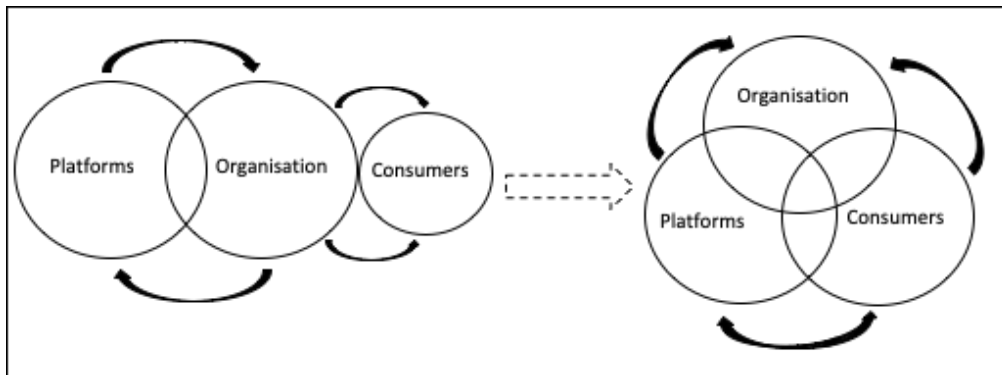 Platforms
Organisation
Consumers
Organisation
Platforms
Consumers